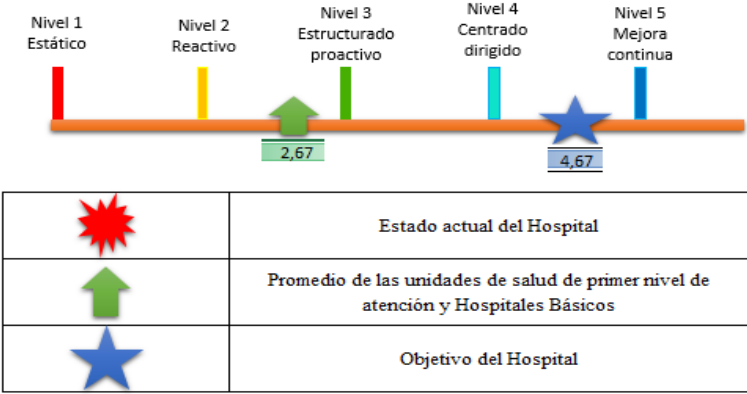 Nivel 1
Estático
Nivel 2
Reactivo
Nivel 3
Estructurado
proactivo
Nivel 4
Centrado
dirigido
Nivel 5
Mejora
continua
2,67
4,67
Estado actual del Hospital
Promedio de las unidades de salud de primer nivel de
atención y Hospitales Básicos
Objetivo del Hospital